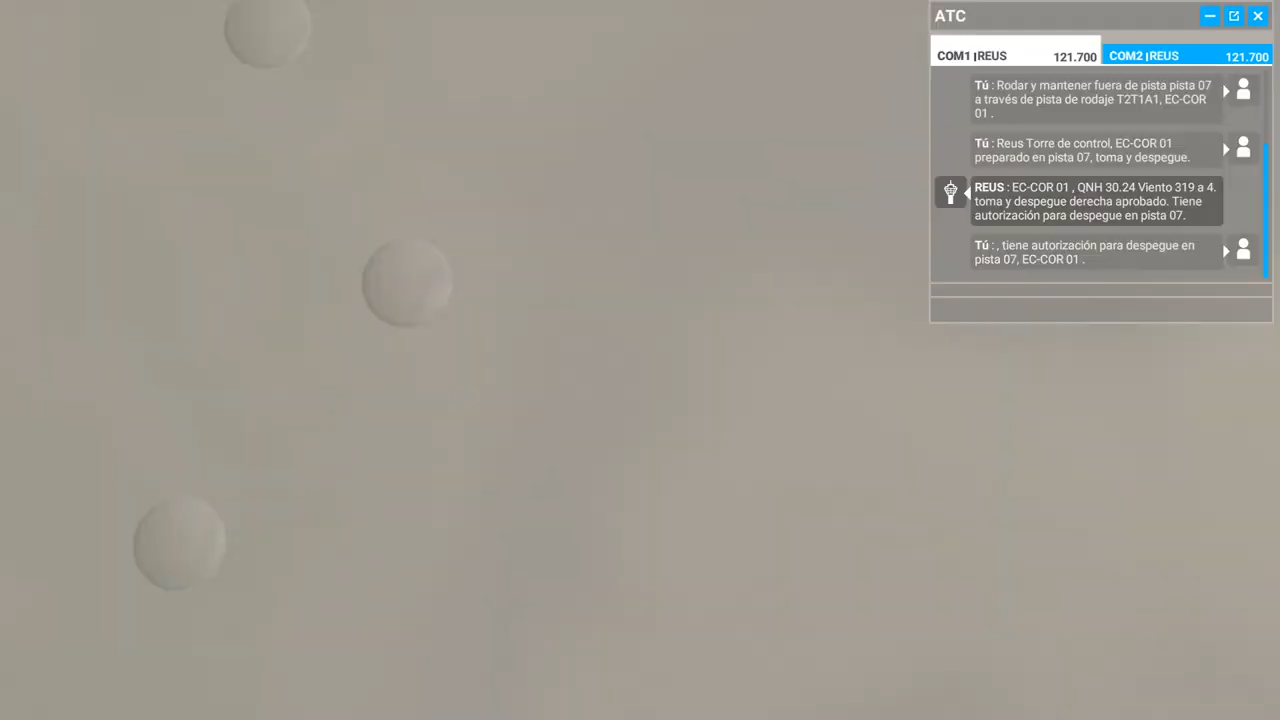 ATC
COM1 |REUS 121.700 COM2 |REUS 121.700
Tú : Rodar y mantener fuera de pista pista 07
a través de pista de rodaje T2T1A1, EC-COR
01 .
Tú : Reus Torre de control, EC-COR 01
preparado en pista 07, toma y despegue.
REUS : EC-COR 01 , QNH 30.24 Viento 319 a 4.
toma y despegue derecha aprobado. Tiene
autorización para despegue en pista 07.
Tú : , tiene autorización para despegue en
pista 07, EC-COR 01 .